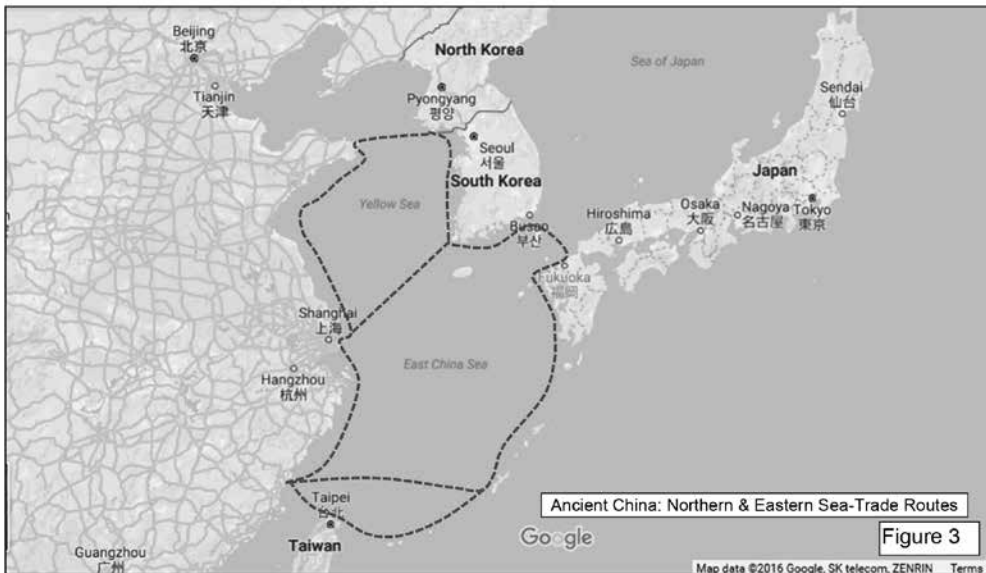 Beijing
北京
Tianjin
天津
North Korea
Pyongyang
평양
Seoul
서울
South Korea
Sea of Japan
Sendai
仙台
Japan
Yellow Sea
Busan
부산
Hiroshima
広島
Osaka
大阪
Nagoya
名古屋
Tokyo
東京
Fukuoka
福岡
Shanghai
上海
East China Sea
Hangzhou
杭州
Taipei
台北
Taiwan
Guangzhou
广州
Ancient China: Northern & Eastern Sea-Trade Routes
Google
Figure 3
Map data ©2016 Google, SK telecom, ZENRIN Terms